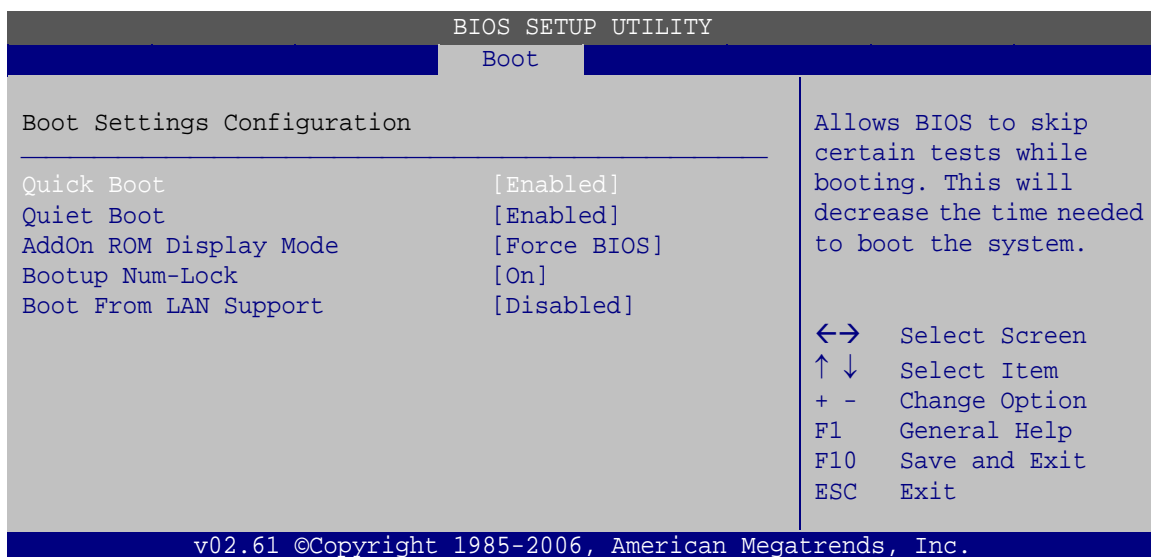 BIOS SETUP UTILITY
Boot
Boot Settings Configuration
Quick Boot [Enabled]
Quiet Boot [Enabled]
AddOn ROM Display Mode [Force BIOS]
Bootup Num-Lock [On]
Boot From LAN Support [Disabled]
Allows BIOS to skip
certain tests while
booting. This will
decrease the time needed
to boot the system.
←→ Select Screen
↑ ↓ Select Item
+ - Change Option
F1 General Help
F10 Save and Exit
ESC Exit
v02.61 ©Copyright 1985-2006, American Megatrends, Inc.